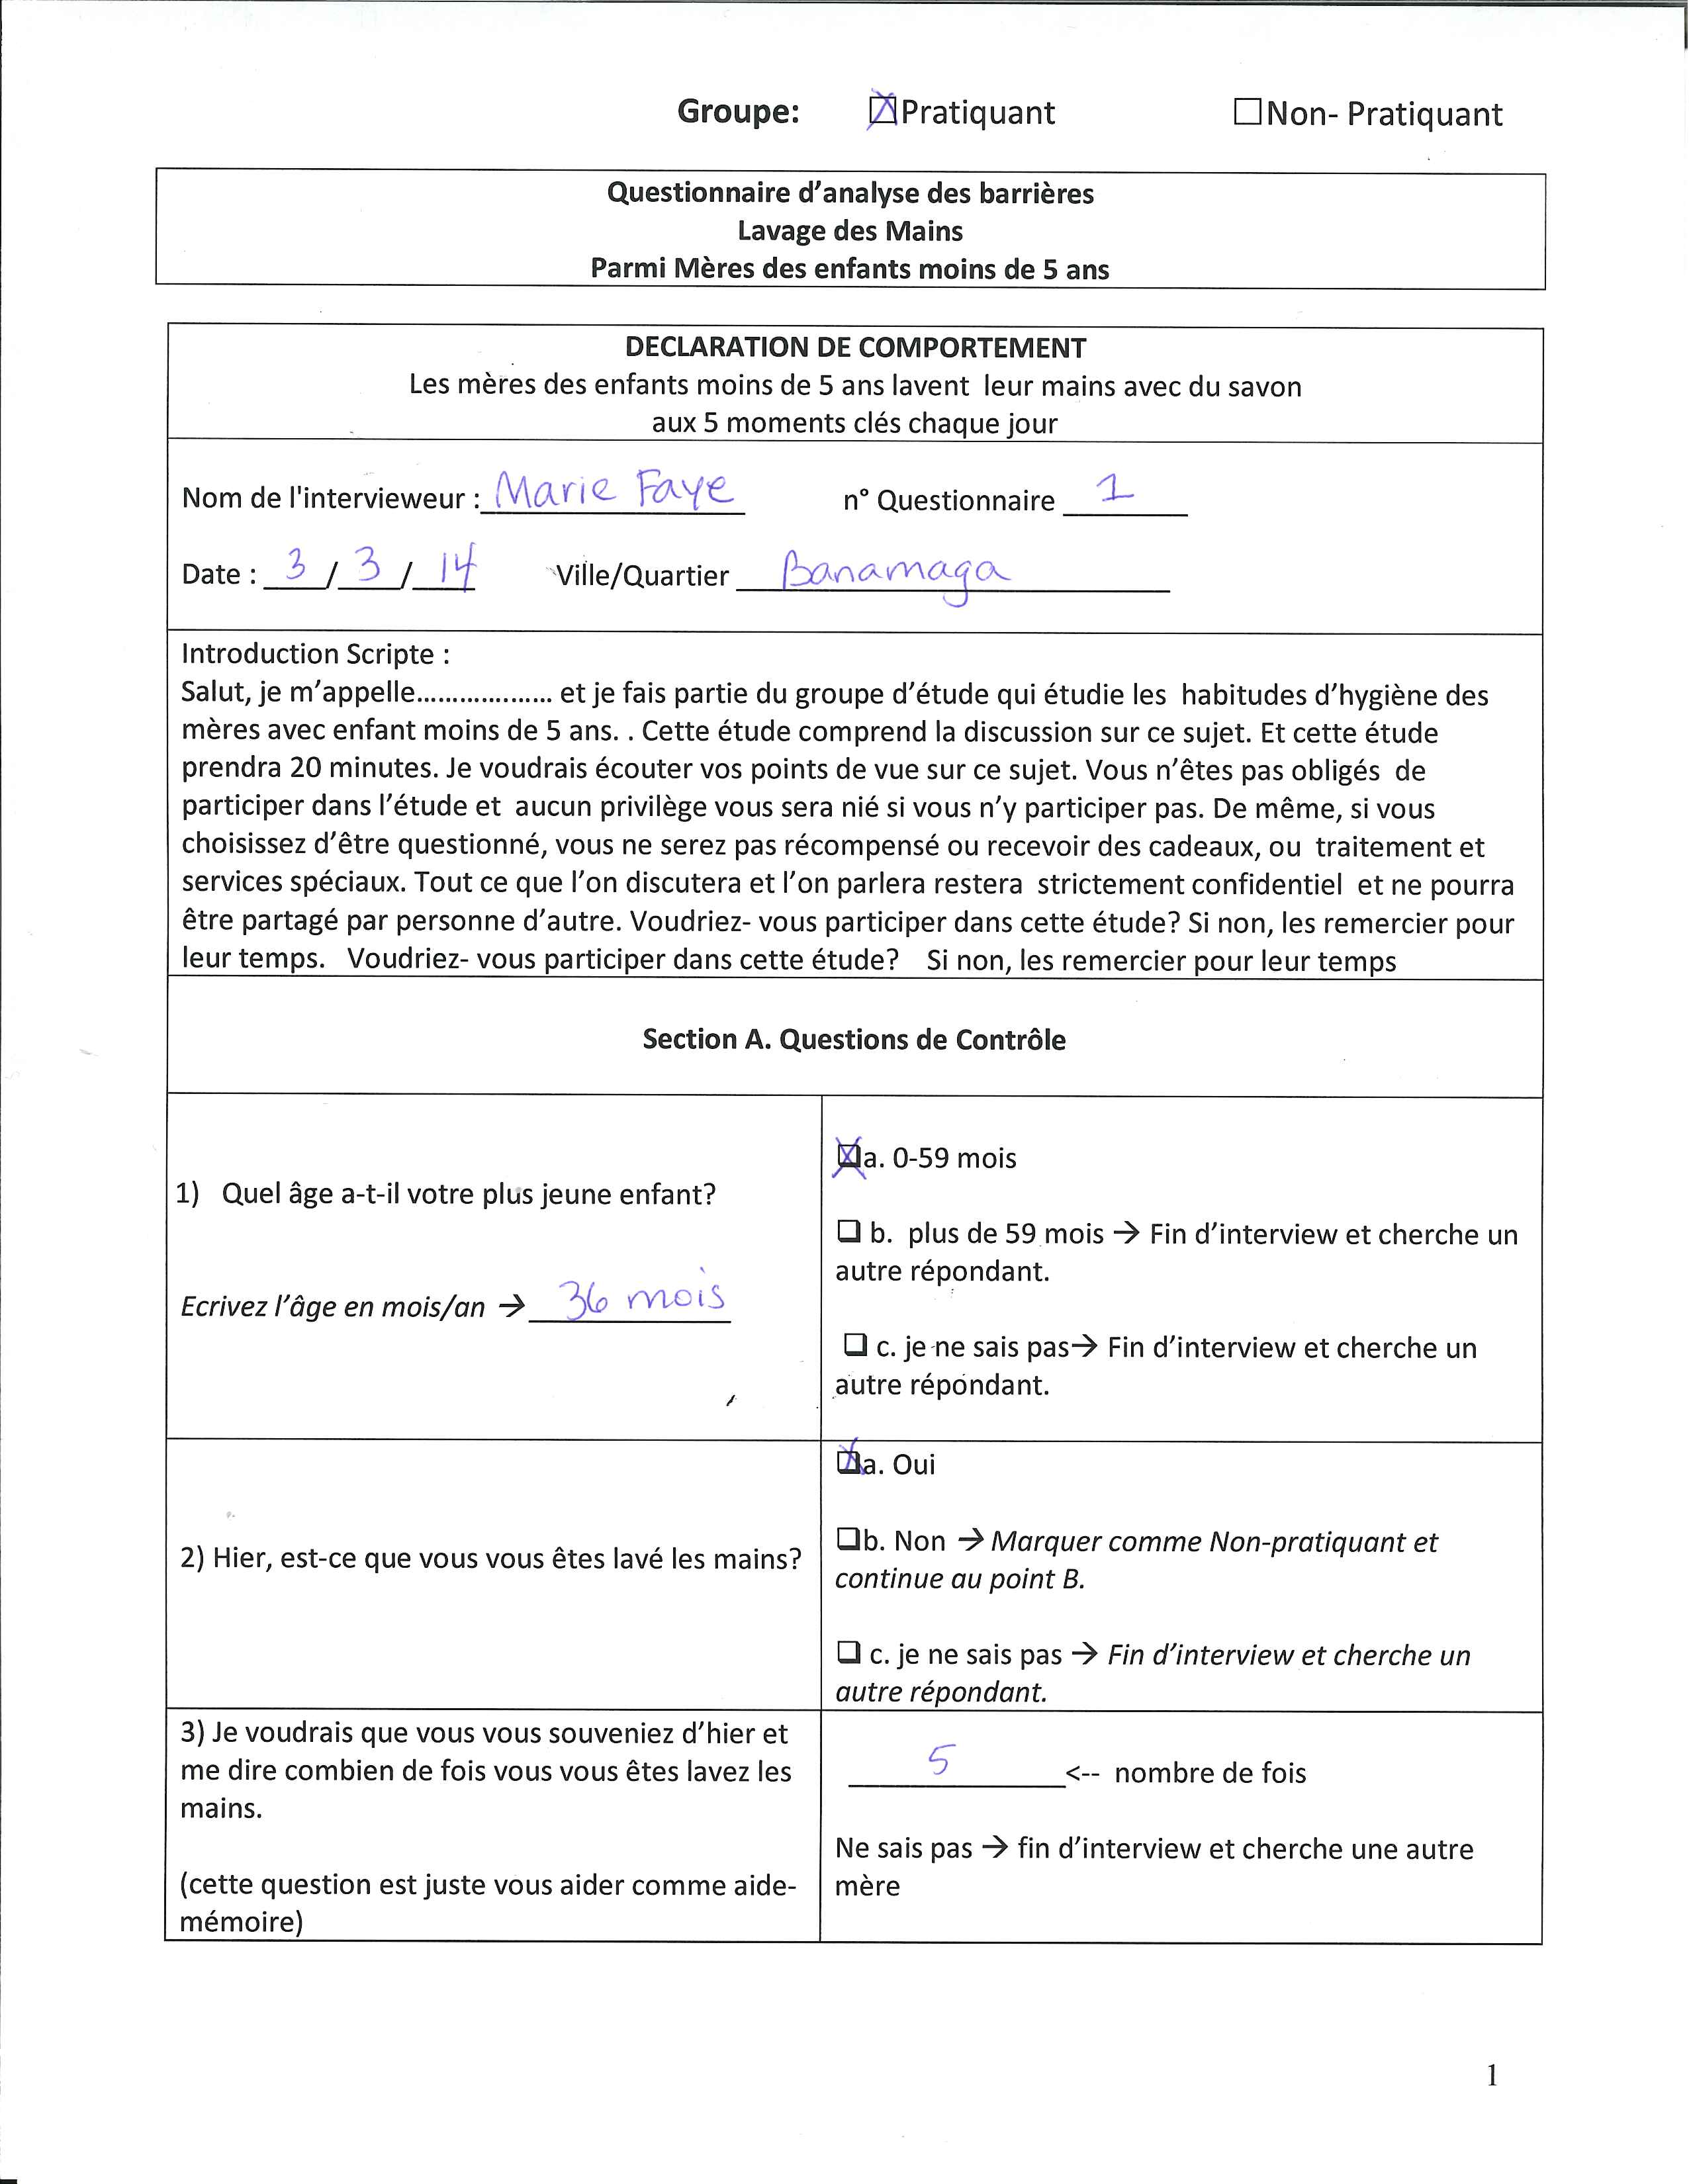 Groupe: ☒Pratiquant ☐Non- Pratiquant
Questionnaire d'analyse des barrières
Lavage des Mains
Parmi Mères des enfants moins de 5 ans
DECLARATION DE COMPORTEMENT
Les mères des enfants moins de 5 ans lavent leur mains avec du savon
aux 5 moments clés chaque jour
Nom de l'intervieweur : Marie Faye n° Questionnaire 1
Date : 3 / 3 / 14 Ville/Quartier Banamaga
Introduction Scripte :
Salut, je m'appelle.................. et je fais partie du groupe d'étude qui étudie les habitudes d'hygiène des
mères avec enfant moins de 5 ans. . Cette étude comprend la discussion sur ce sujet. Et cette étude
prendra 20 minutes. Je voudrais écouter vos points de vue sur ce sujet. Vous n'êtes pas obligés de
participer dans l'étude et aucun privilège vous sera nié si vous n'y participer pas. De même, si vous
choisissez d'être questionné, vous ne serez pas récompensé ou recevoir des cadeaux, ou traitement et
services spéciaux. Tout ce que l'on discutera et l'on parlera restera strictement confidentiel et ne pourra
être partagé par personne d'autre. Voudriez- vous participer dans cette étude? Si non, les remercier pour
leur temps. Voudriez- vous participer dans cette étude? Si non, les remercier pour leur temps
Section A. Questions de Contrôle
1) Quel âge a-t-il votre plus jeune enfant?
Ecrivez l'âge en mois/an → 36 mois
☒a. 0-59 mois
☐ b. plus de 59 mois → Fin d'interview et cherche un
autre répondant.
☐ c. je ne sais pas→ Fin d'interview et cherche un
autre répondant.
2) Hier, est-ce que vous vous êtes lavé les mains?
☒a. Oui
☐b. Non → Marquer comme Non-pratiquant et
continue au point B.
☐ c. je ne sais pas → Fin d'interview et cherche un
autre répondant.
3) Je voudrais que vous vous souveniez d'hier et
me dire combien de fois vous vous êtes lavez les
mains.
(cette question est juste vous aider comme aide-
mémoire)
5 <-- nombre de fois
Ne sais pas → fin d'interview et cherche une autre
mère
1